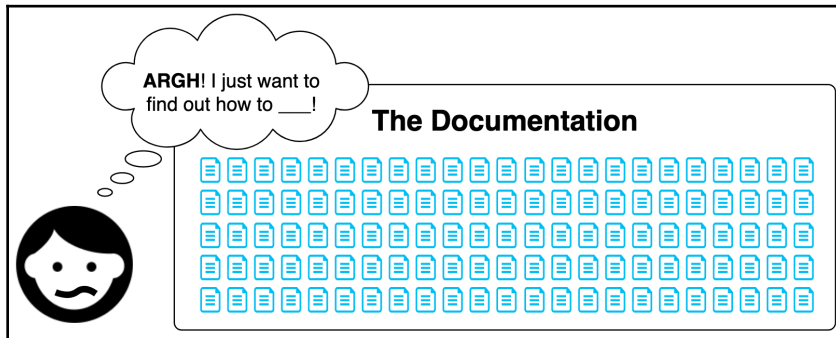 ARGH! I just want to
find out how to ___!
The Documentation